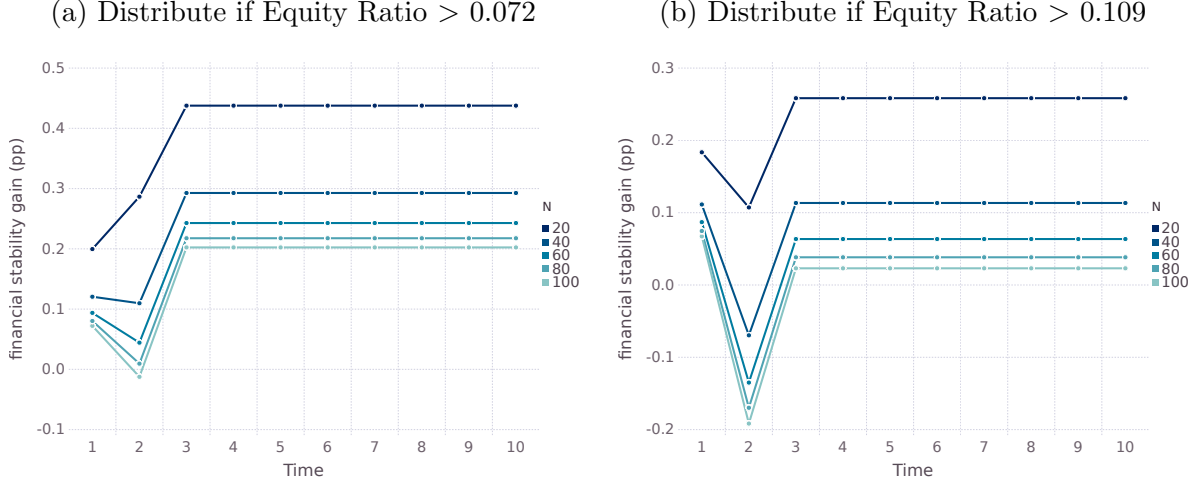 (a) Distribute if Equity Ratio > 0.072
financial stability gain (pp)
0.5
0.4
0.3
0.2
0.1
0.0
-0.1
1 2 3 4 5 6 7 8 9 10
Time
N
20
40
60
80
100
(b) Distribute if Equity Ratio > 0.109
financial stability gain (pp)
0.3
0.2
0.1
0.0
-0.1
-0.2
1 2 3 4 5 6 7 8 9 10
Time
N
20
40
60
80
100